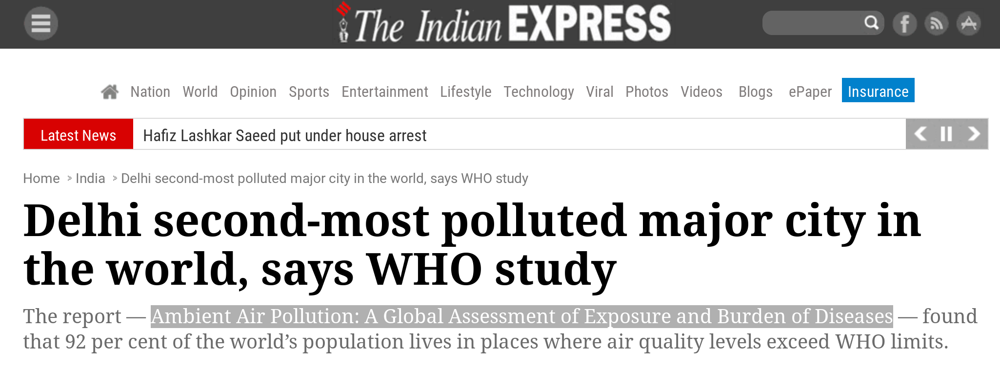 The Indian EXPRESS
Nation World Opinion Sports Entertainment Lifestyle Technology Viral Photos Videos Blogs ePaper Insurance
Latest News Hafiz Lashkar Saeed put under house arrest
Home > India > Delhi second-most polluted major city in the world, says WHO study
Delhi second-most polluted major city in
the world, says WHO study
The report — Ambient Air Pollution: A Global Assessment of Exposure and Burden of Diseases — found
that 92 per cent of the world’s population lives in places where air quality levels exceed WHO limits.